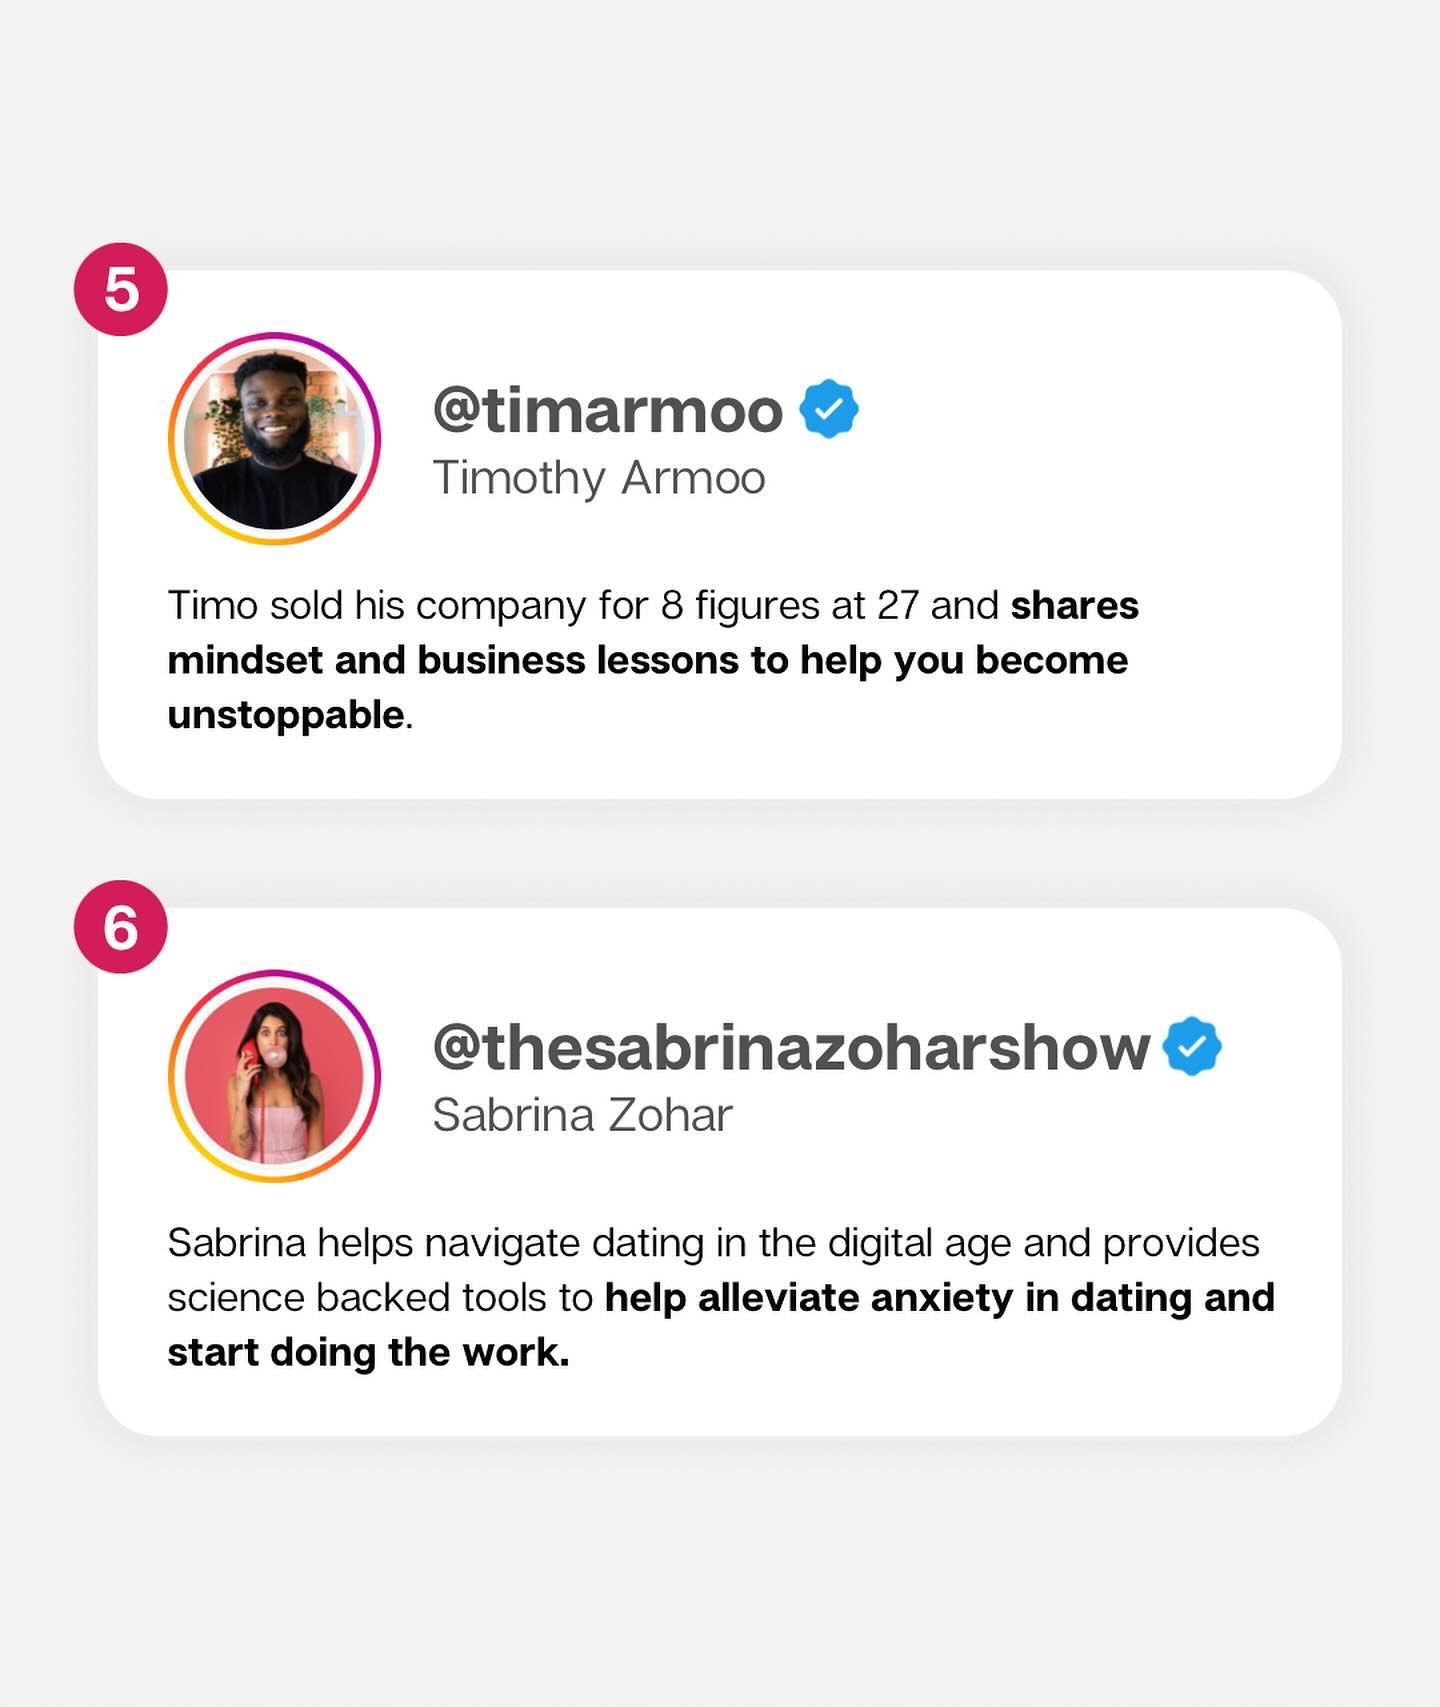 5
@timarmoo
Timothy Armoo
Timo sold his company for 8 figures at 27 and shares
mindset and business lessons to help you become
unstoppable.
6
@thesabrinazoharshow
Sabrina Zohar
Sabrina helps navigate dating in the digital age and provides
science backed tools to help alleviate anxiety in dating and
start doing the work.